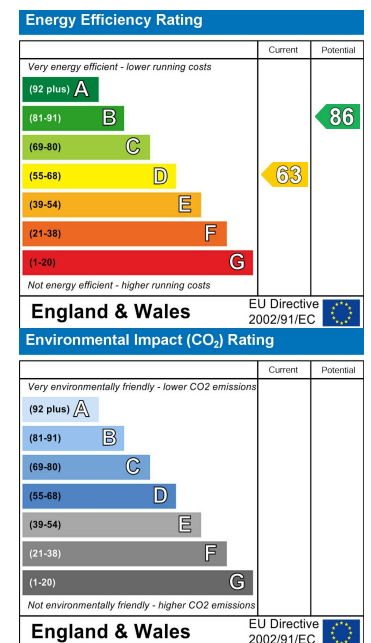 Energy Efficiency Rating
Current Potential
Very energy efficient - lower running costs
(92 plus) A
(81-91) B
86
(69-80) C
(55-68) D
63
(39-54) E
(21-38) F
(1-20) G
Not energy efficient - higher running costs
England & Wales
EU Directive
2002/91/EC
Environmental Impact (CO₂) Rating
Current Potential
Very environmentally friendly - lower CO2 emissions
(92 plus) A
(81-91) B
(69-80) C
(55-68) D
(39-54) E
(21-38) F
(1-20) G
Not environmentally friendly - higher CO2 emissions
England & Wales
EU Directive
2002/91/EC